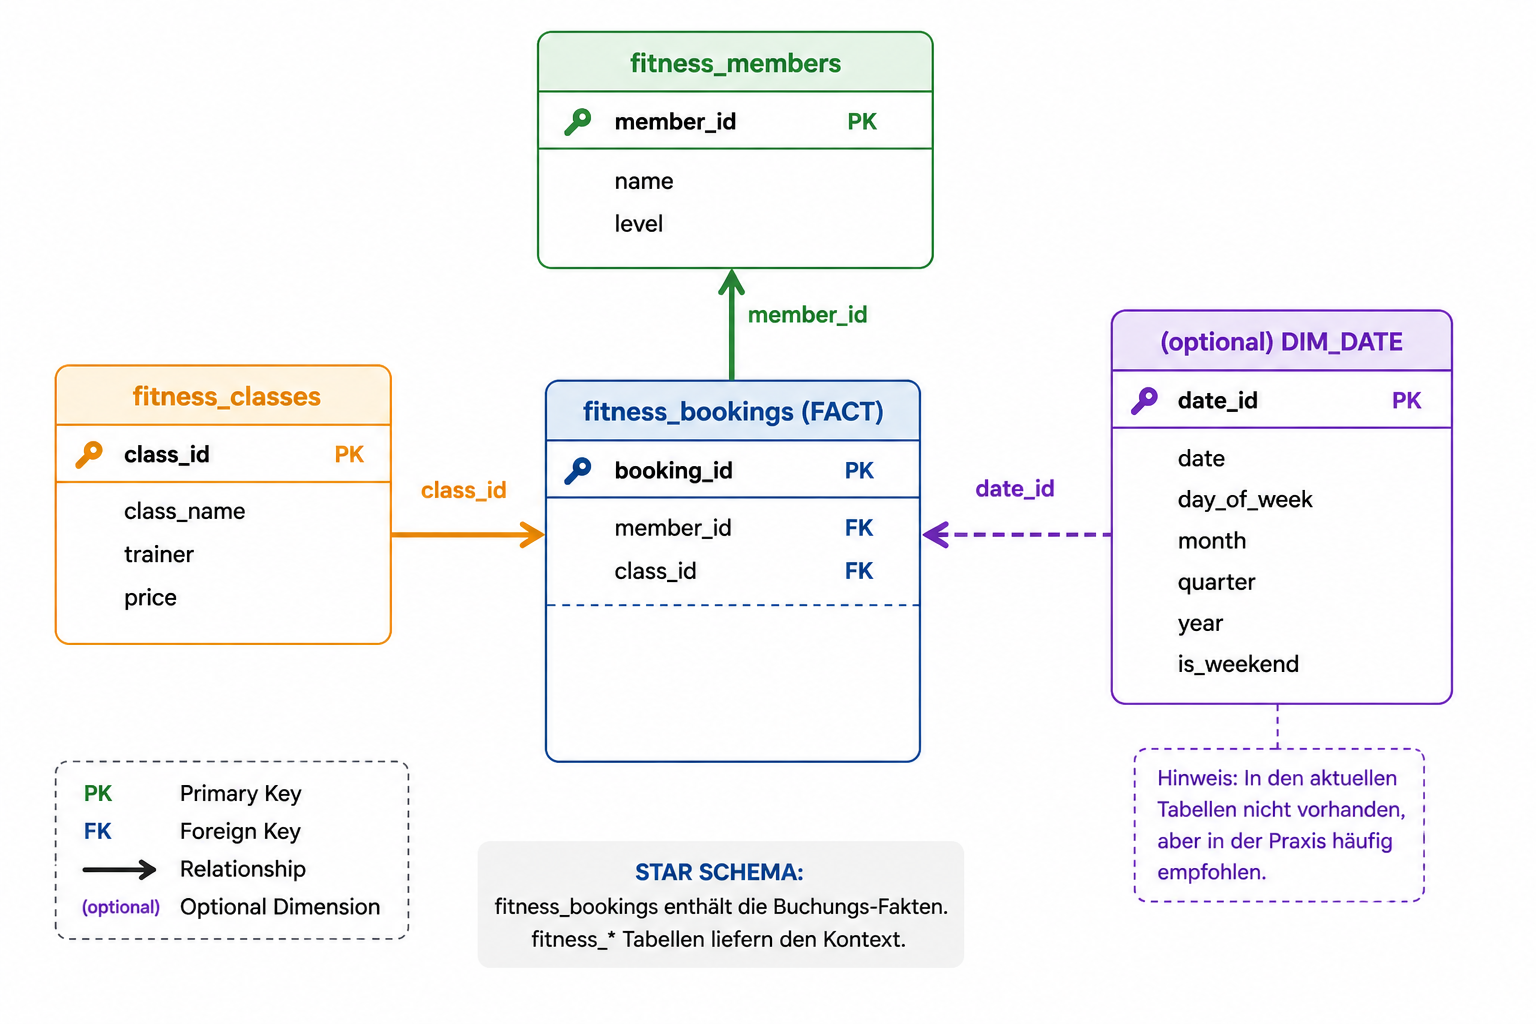 fitness_members
member_id PK
name
level
member_id
fitness_classes
class_id PK
class_name
trainer
price
class_id
fitness_bookings (FACT)
booking_id PK
member_id FK
class_id FK
date_id
(optional) DIM_DATE
date_id PK
date
day_of_week
month
quarter
year
is_weekend
Hinweis: In den aktuellen
Tabellen nicht vorhanden,
aber in der Praxis häufig
empfohlen.
PK Primary Key
FK Foreign Key
Relationship
(optional) Optional Dimension
STAR SCHEMA:
fitness_bookings enthält die Buchungs-Fakten.
fitness_* Tabellen liefern den Kontext.